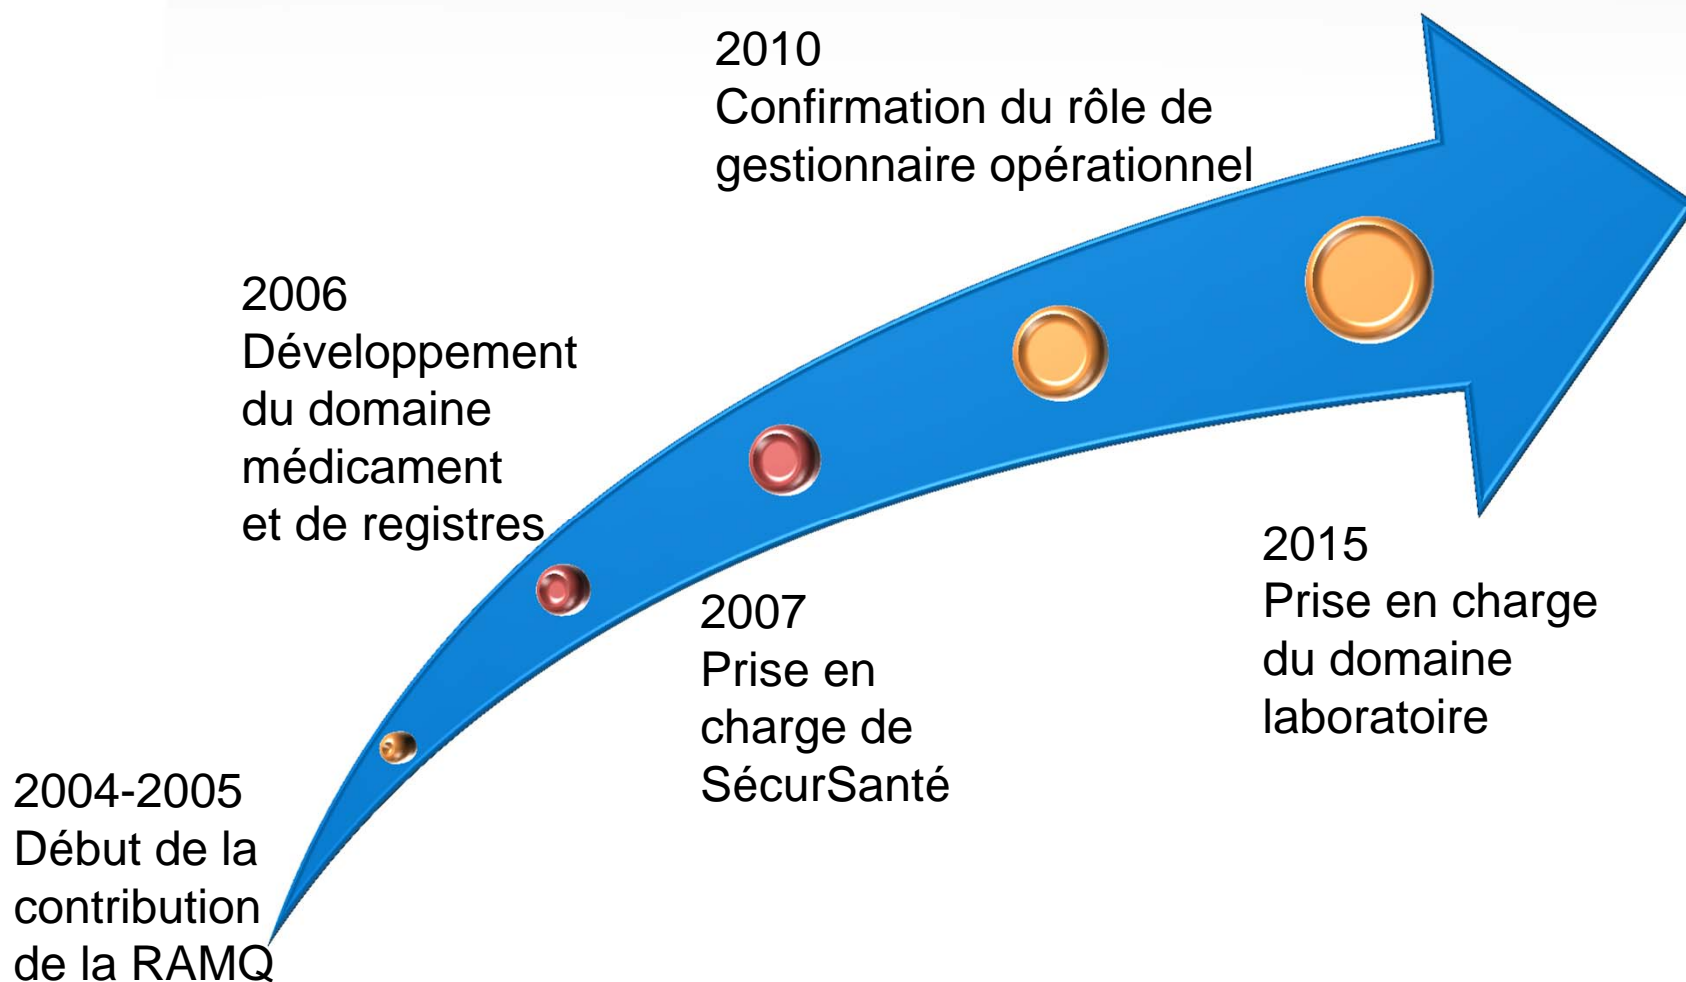 2010
Confirmation du rôle de
gestionnaire opérationnel
2006
Développement
du domaine
médicament
et de registres
2007
Prise en
charge de
SécurSanté
2015
Prise en charge
du domaine
laboratoire
2004-2005
Début de la
contribution
de la RAMQ